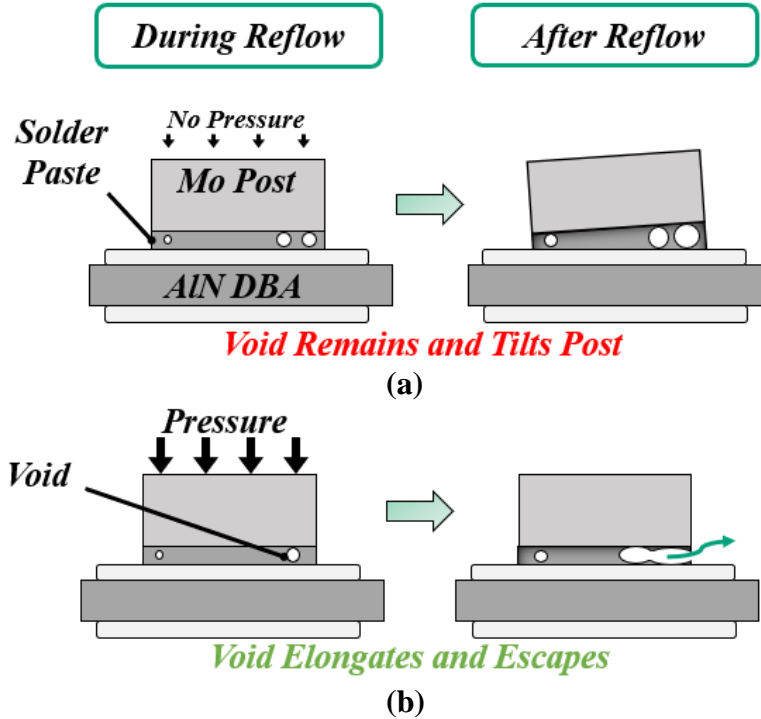 During Reflow
After Reflow
No Pressure
Solder
Paste
Mo Post
AlN DBA
Void Remains and Tilts Post
(a)
Pressure
Void
Void Elongates and Escapes
(b)